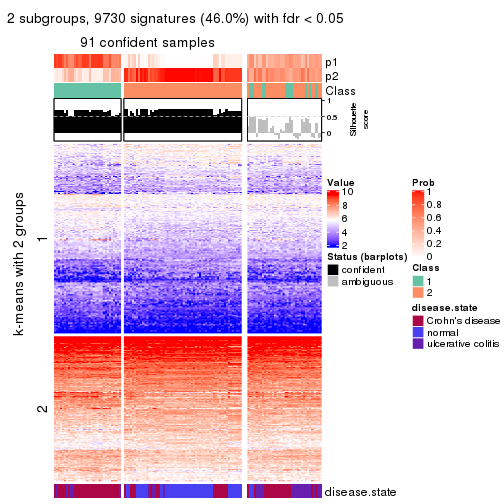 2 subgroups, 9730 signatures (46.0%) with fdr < 0.05
91 confident samples
p1
p2
Class
1
0.5
0
Silhouette
score
k-means with 2 groups
1
2
Value
10
8
6
4
2
Status (barplots)
confident
ambiguous
Prob
1
0.8
0.6
0.4
0.2
0
Class
1
2
disease.state
Crohn's disease
normal
ulcerative colitis
disease.state